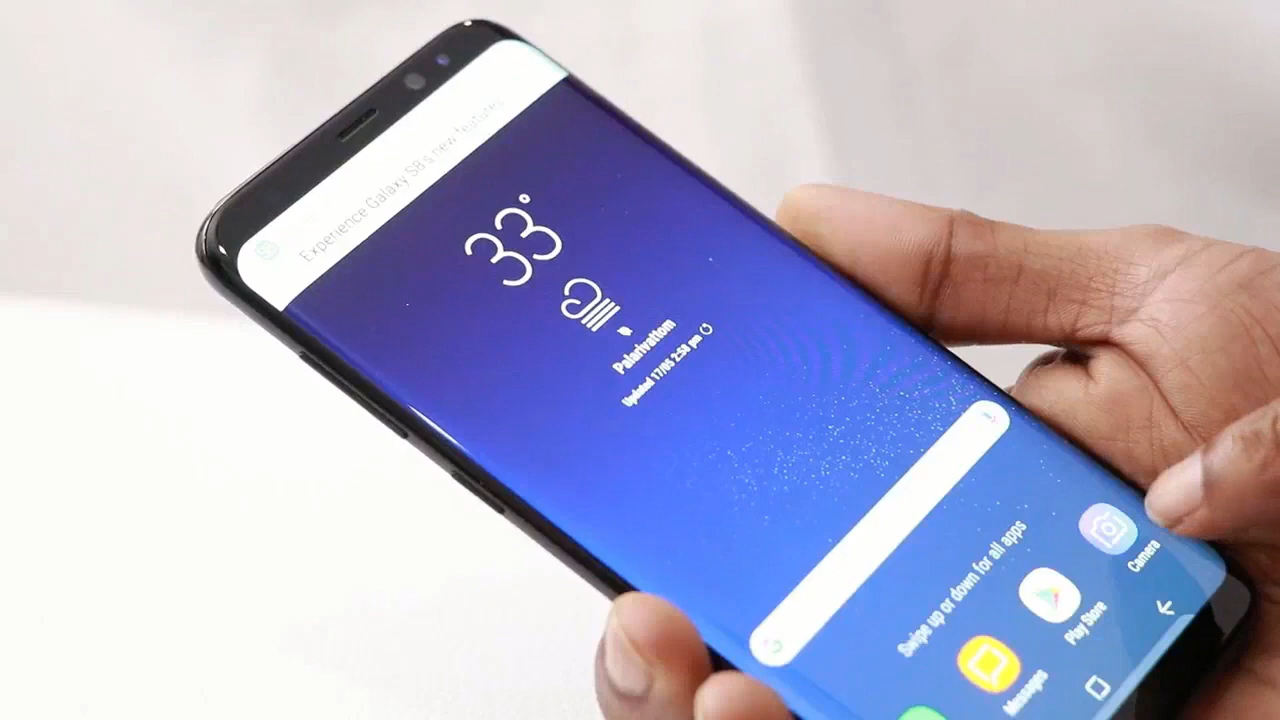 Experience Galaxy S8's new features
33°
Palarivattom
Updated 17/05 2:58 pm
Swipe up or down for all apps
Messages
Play Store
Camera